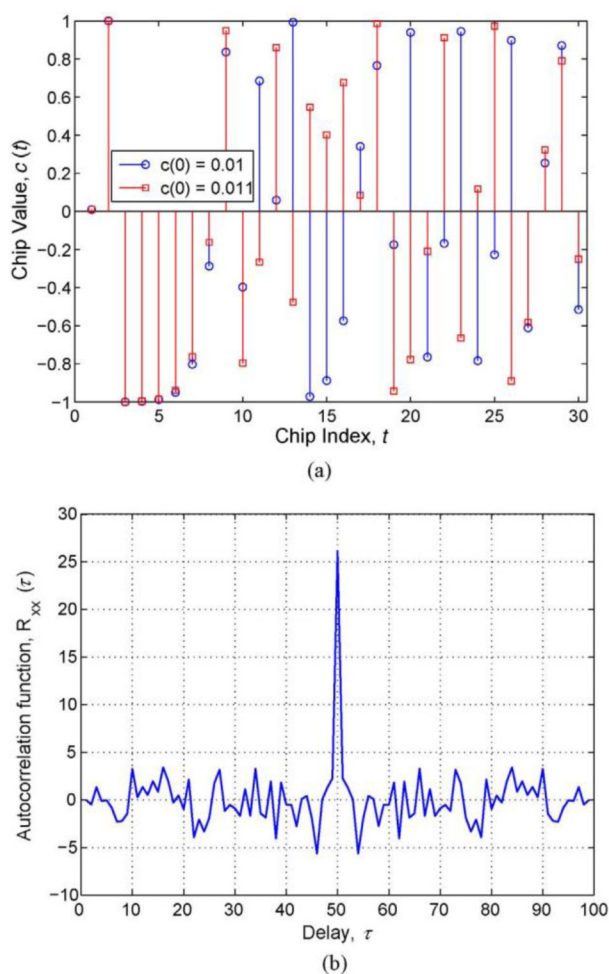 1
0.8
0.6
0.4
0.2
0
−0.2
−0.4
−0.6
−0.8
−1
Chip Value, c (t)
c(0) = 0.01
c(0) = 0.011
0 5 10 15 20 25 30
Chip Index, t
(a)
30
25
20
15
10
5
0
−5
−10
Autocorrelation function, R xx (τ)
0 10 20 30 40 50 60 70 80 90 100
Delay, τ
(b)